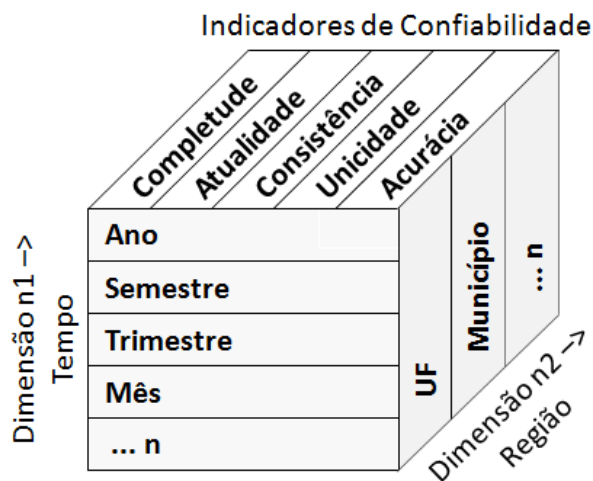 Indicadores de Confiabilidade
Completude
Atualidade
Consistência
Unicidade
Acurácia
Dimensão n1 –>
Tempo
Ano
Semestre
Trimestre
Mês
... n
UF
Município
... n
Dimensão n2 –>
Região